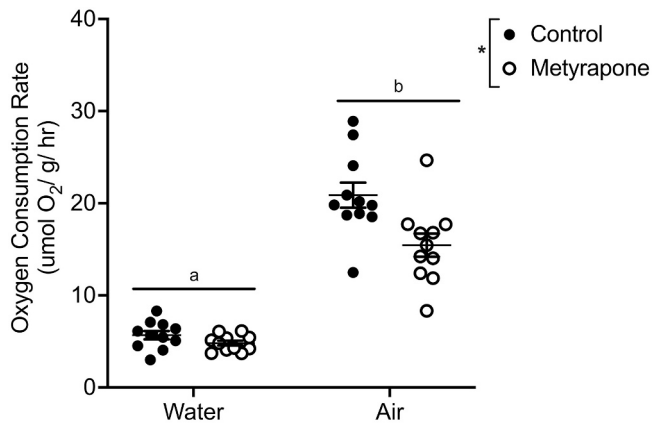 40
30
20
10
0
Oxygen Consumption Rate
(umol O2/ g/ hr)
a
b
Water
Air
*
Control
Metyrapone